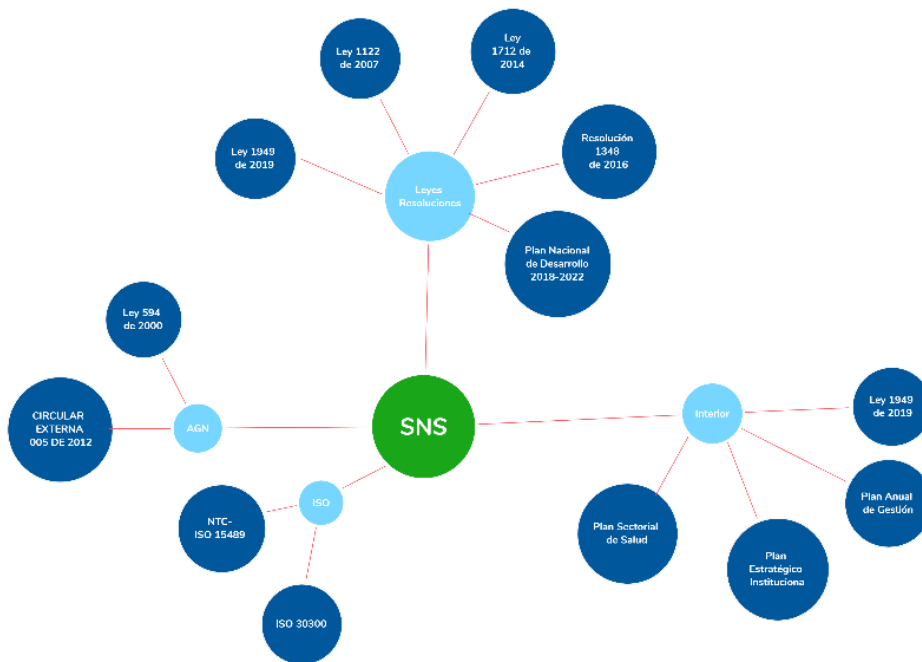 Ley 1122
de 2007
Ley
1712 de
2014
Ley 1949
de 2019
Resolución
1348
de 2016
Leyes
Resoluciones
Plan Nacional
de Desarrollo
2018-2022
Ley 594
de 2000
CIRCULAR
EXTERNA
005 DE 2012
AGN
SNS
Interior
Ley 1949
de 2019
ISO
NTC-
ISO 15489
ISO 30300
Plan Sectorial
de Salud
Plan
Estratégico
Instituciona
Plan Anual
de Gestión